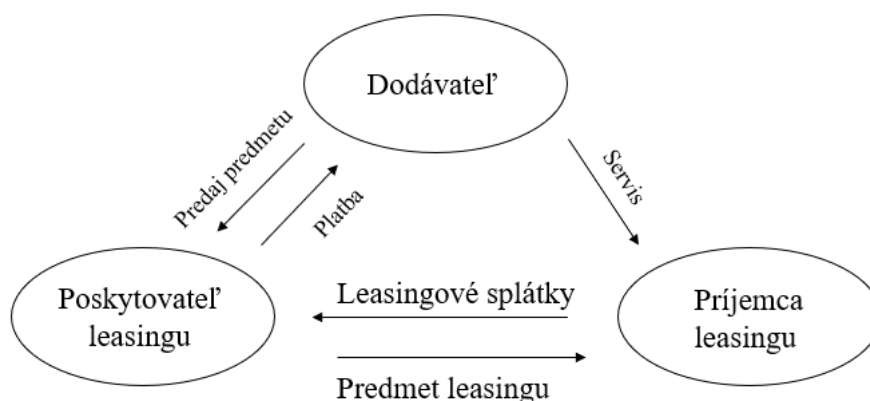 Dodávateľ
Predaj predmetu
Platba
Servis
Poskytovateľ
leasingu
Leasingové splátky
Predmet leasingu
Príjemca
leasingu